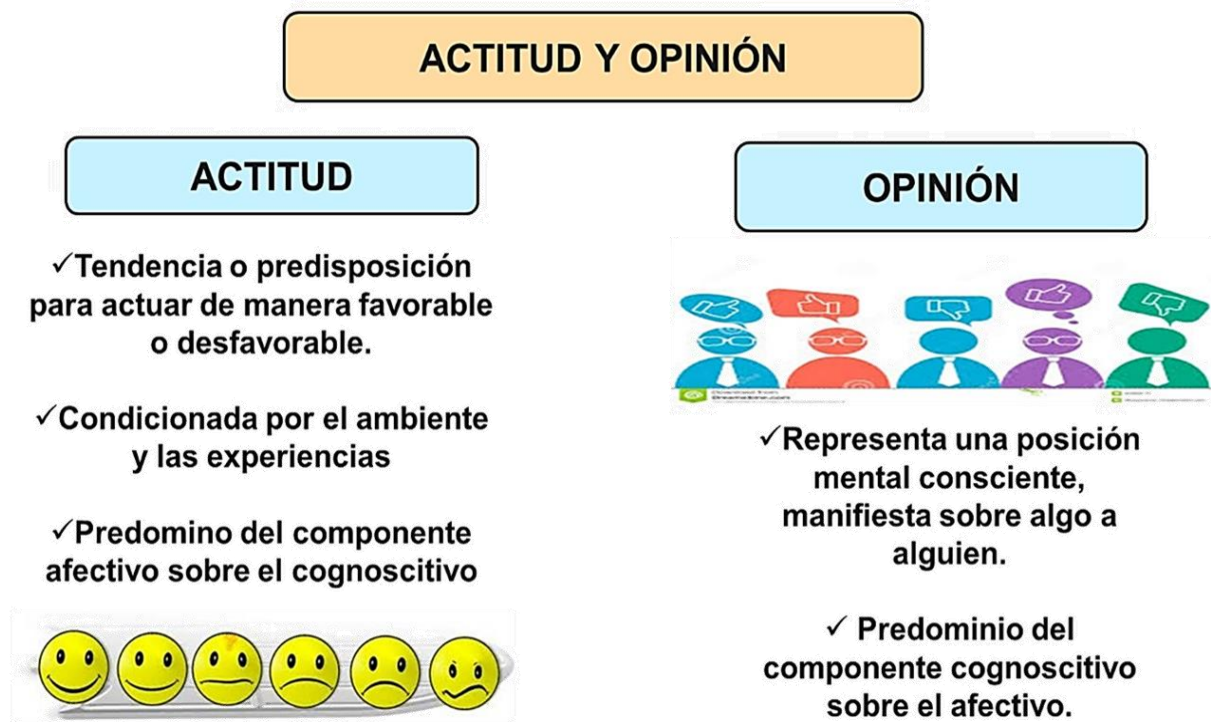 ACTITUD Y OPINIÓN
ACTITUD
✓Tendencia o predisposición
para actuar de manera favorable
o desfavorable.
✓Condicionada por el ambiente
y las experiencias
✓Predomino del componente
afectivo sobre el cognoscitivo
OPINIÓN
✓Representa una posición
mental consciente,
manifiesta sobre algo a
alguien.
✓ Predominio del
componente cognoscitivo
sobre el afectivo.